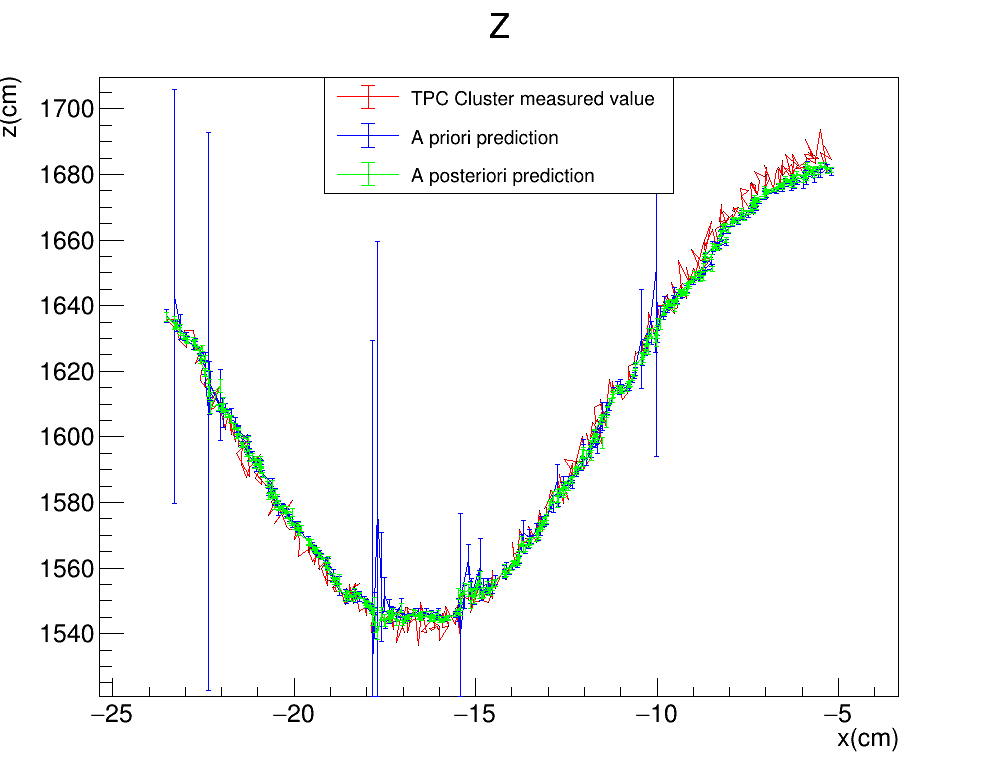 Z
z(cm)
1700
1680
1660
1640
1620
1600
1580
1560
1540
TPC Cluster measured value
A priori prediction
A posteriori prediction
−25 −20 −15 −10 −5
x(cm)